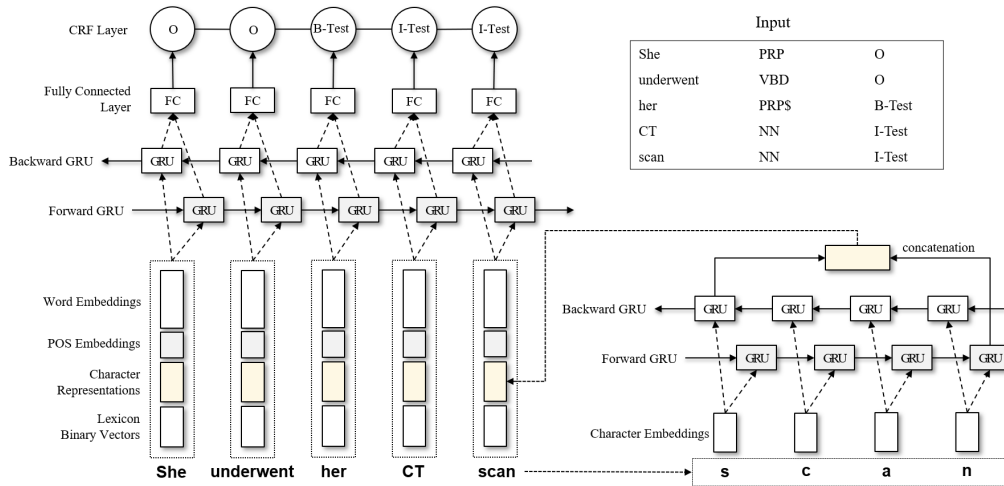 CRF Layer O O B-Test I-Test I-Test
Fully Connected
Layer FC FC FC FC FC
Backward GRU GRU GRU GRU GRU GRU
Forward GRU GRU GRU GRU GRU GRU
Word Embeddings
POS Embeddings
Character
Representations
Lexicon
Binary Vectors
She underwent her CT scan
Input
She PRP O
underwent VBD O
her PRP$ B-Test
CT NN I-Test
scan NN I-Test
concatenation
Backward GRU GRU GRU GRU GRU
Forward GRU GRU GRU GRU GRU
Character Embeddings
s c a n